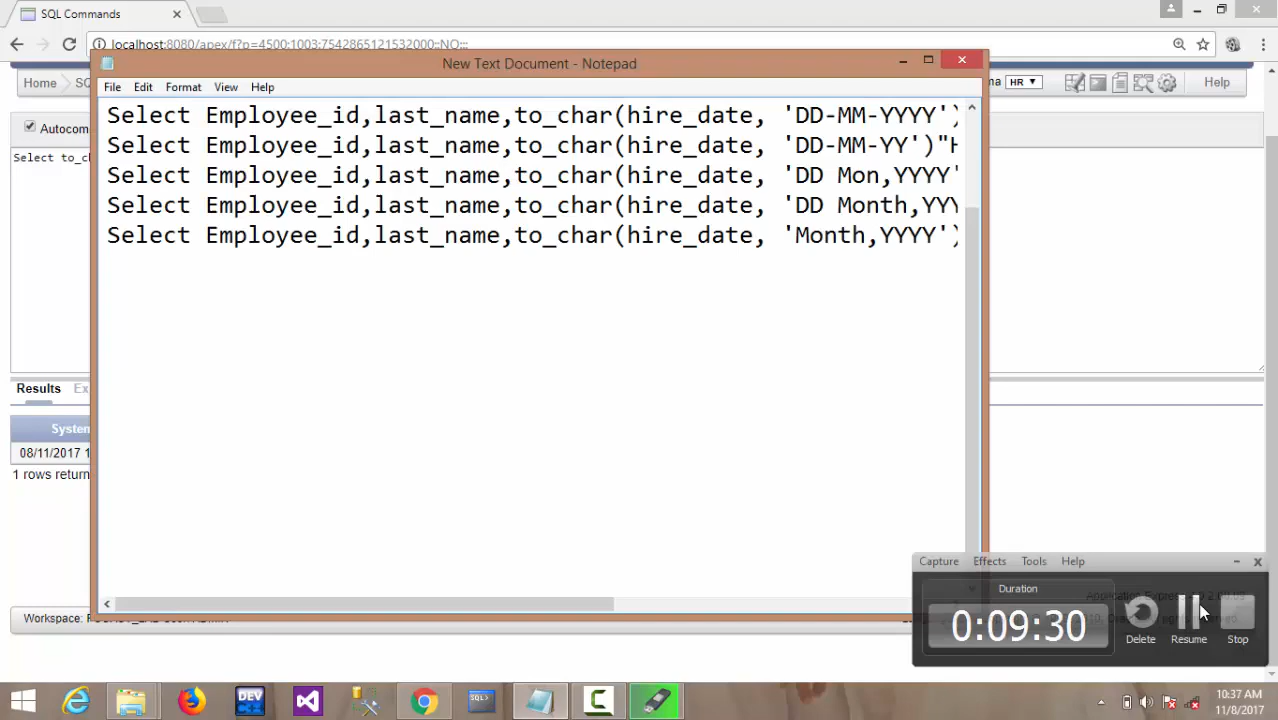 SQL Commands
localhost:8080/apex/f?p=4500:1003:7542865121532000::NO:::
New Text Document - Notepad
Home
HR
Help
File Edit Format View Help
Select Employee_id,last_name,to_char(hire_date, 'DD-MM-YYYY')
Select Employee_id,last_name,to_char(hire_date, 'DD-MM-YY')"H
Select Employee_id,last_name,to_char(hire_date, 'DD Mon,YYYY'
Select Employee_id,last_name,to_char(hire_date, 'DD Month,YYY
Select Employee_id,last_name,to_char(hire_date, 'Month,YYYY')
Select to_ch
Results
08/11/2017 1
1 rows return
Workspace:
Capture Effects Tools Help
Duration
0:09:30
Delete Resume Stop
DEV
SQL>
10:37 AM
11/8/2017